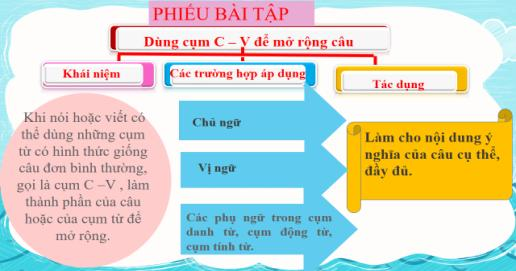 PHIẾU BÀI TẬP
Dùng cụm C – V để mở rộng câu
Khái niệm
Các trường hợp áp dụng
Tác dụng
Khi nói hoặc viết có
thể dùng những cụm
từ có hình thức giống
câu đơn bình thường,
gọi là cụm C –V , làm
thành phần của câu
hoặc của cụm từ để
mở rộng.
Chủ ngữ
Vị ngữ
Các phụ ngữ trong cụm
danh từ, cụm động từ,
cụm tính từ.
Làm cho nội dung ý
nghĩa của câu cụ thể,
đầy đủ.